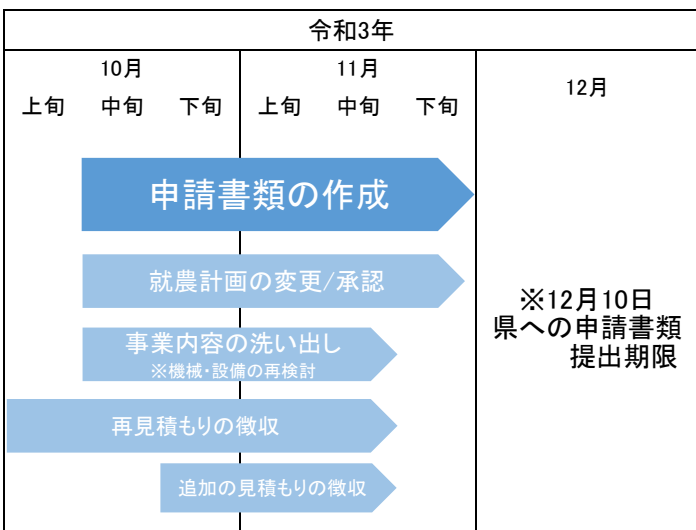 令和3年
10月
11月
12月
上旬
中旬
下旬
上旬
中旬
下旬
申請書類の作成
就農計画の変更/承認
事業内容の洗い出し
※機械・設備の再検討
再見積もりの徴収
追加の見積もりの徴収
※12月10日
県への申請書類
提出期限